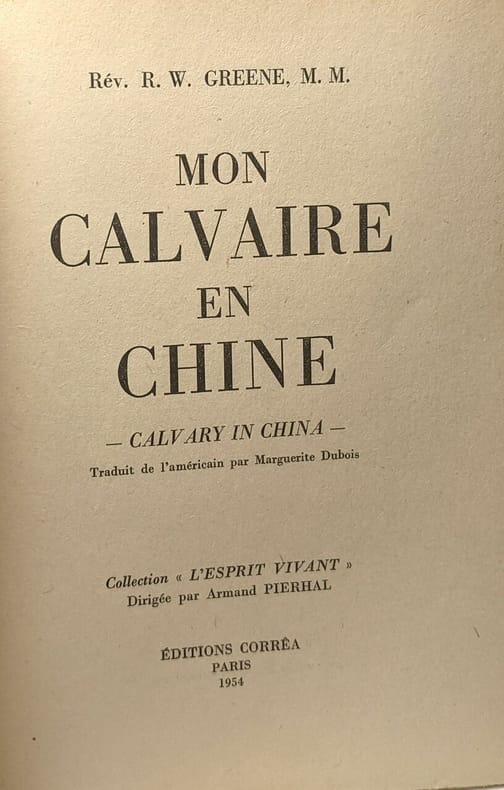 Rév. R. W. GREENE, M. M.
MON
CALVAIRE
EN
CHINE
— CALVARY IN CHINA —
Traduit de l'américain par Marguerite Dubois
Collection « L'ESPRIT VIVANT »
Dirigée par Armand PIERHAL
ÉDITIONS CORRÊA
PARIS
1954